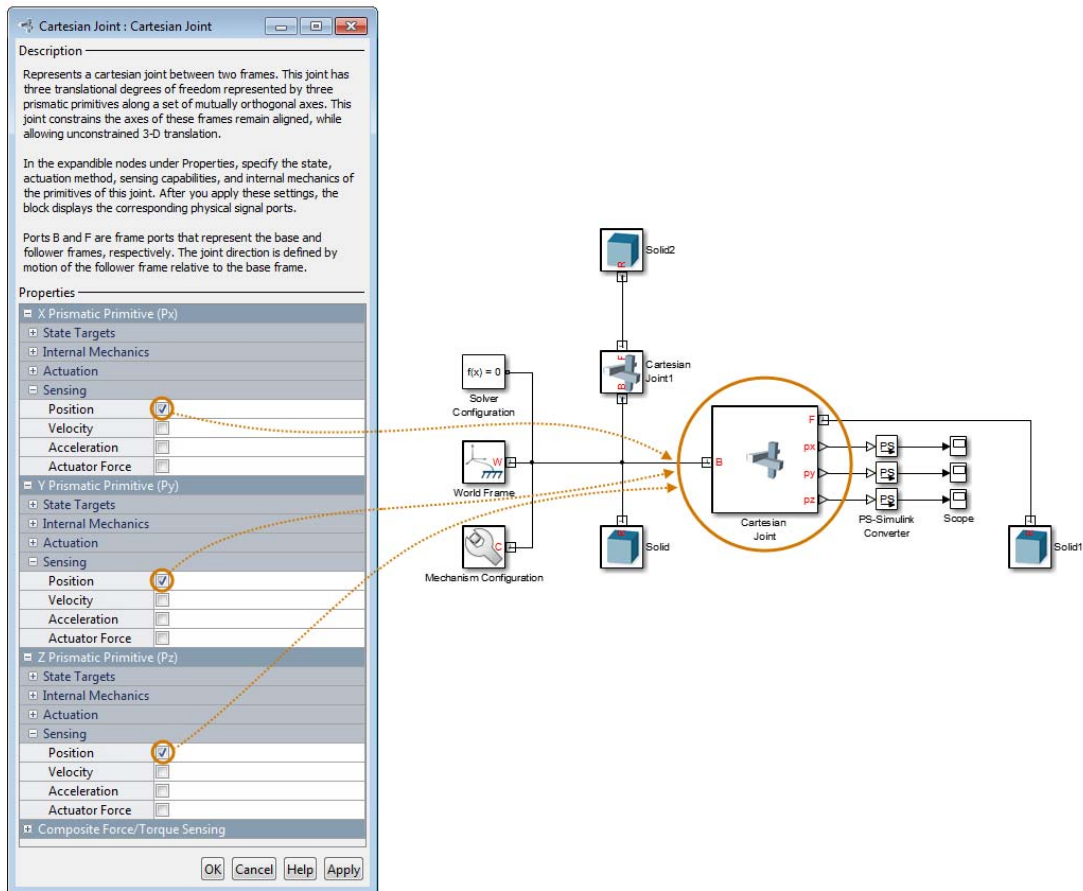 Cartesian Joint : Cartesian Joint
Description
Represents a cartesian joint between two frames. This joint has
three translational degrees of freedom represented by three
prismatic primitives along a set of mutually orthogonal axes. This
joint constrains the axes of these frames remain aligned, while
allowing unconstrained 3-D translation.
In the expandible nodes under Properties, specify the state,
actuation method, sensing capabilities, and internal mechanics of
the primitives of this joint. After you apply these settings, the
block displays the corresponding physical signal ports.
Ports B and F are frame ports that represent the base and
follower frames, respectively. The joint direction is defined by
motion of the follower frame relative to the base frame.
Properties
X Prismatic Primitive (Px)
State Targets
Internal Mechanics
Actuation
Sensing
Position
Velocity
Acceleration
Actuator Force
Y Prismatic Primitive (Py)
State Targets
Internal Mechanics
Actuation
Sensing
Position
Velocity
Acceleration
Actuator Force
Z Prismatic Primitive (Pz)
State Targets
Internal Mechanics
Actuation
Sensing
Position
Velocity
Acceleration
Actuator Force
Composite Force/Torque Sensing
OK Cancel Help Apply
R
Solid2
F
B
Cartesian
Joint1
f(x) = 0
Solver
Configuration
W
World Frame
C
Mechanism Configuration
R
Solid
B
F
px
py
pz
Cartesian
Joint
PS
PS
PS
PS-Simulink
Converter
Scope
R
Solid1